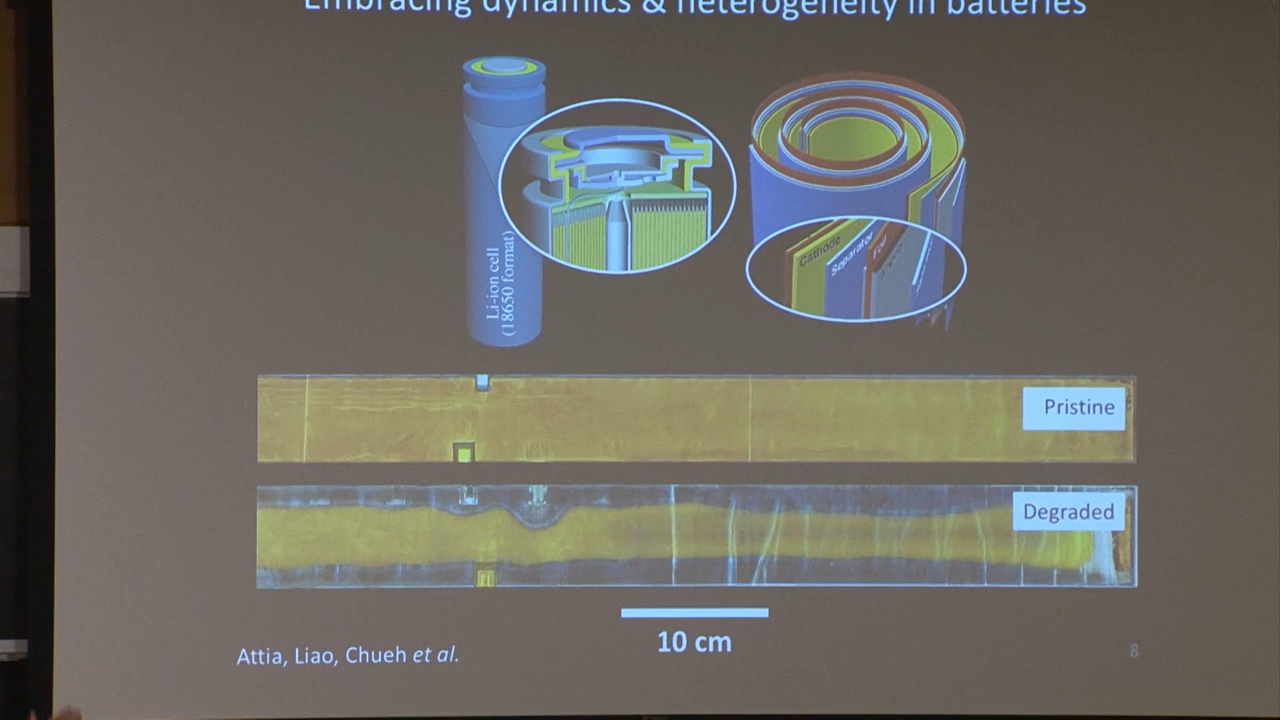 Embracing dynamics & heterogeneity in batteries
Li-ion cell
(18650 format)
Cathode
Separator
Foil
Pristine
Degraded
10 cm
Attia, Liao, Chueh et al.
8